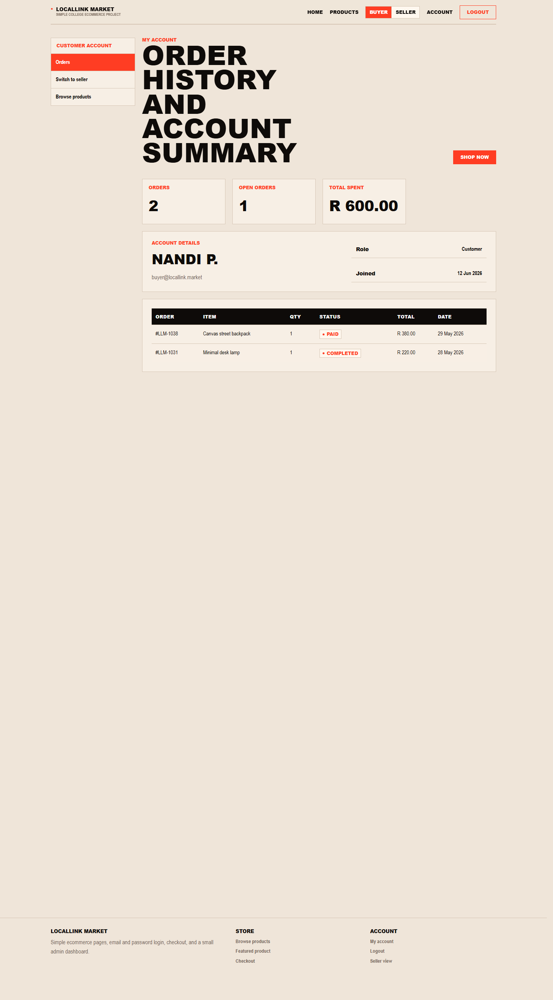 LOCALLINK MARKET
SIMPLE COLLEGE ECOMMERCE PROJECT
HOME PRODUCTS BUYER SELLER ACCOUNT LOGOUT
CUSTOMER ACCOUNT
Orders
Switch to seller
Browse products
MY ACCOUNT
ORDER
HISTORY
AND
ACCOUNT
SUMMARY
SHOP NOW
ORDERS
2
OPEN ORDERS
1
TOTAL SPENT
R 600.00
ACCOUNT DETAILS
NANDI P.
buyer@locallink.market
Role Customer
Joined 12 Jun 2026
ORDER ITEM QTY STATUS TOTAL DATE
#LLM-1038 Canvas street backpack 1 • PAID R 380.00 29 May 2026
#LLM-1031 Minimal desk lamp 1 • COMPLETED R 220.00 28 May 2026
LOCALLINK MARKET
Simple ecommerce pages, email and password login, checkout, and a small
admin dashboard.
STORE
Browse products
Featured product
Checkout
ACCOUNT
My account
Logout
Seller view